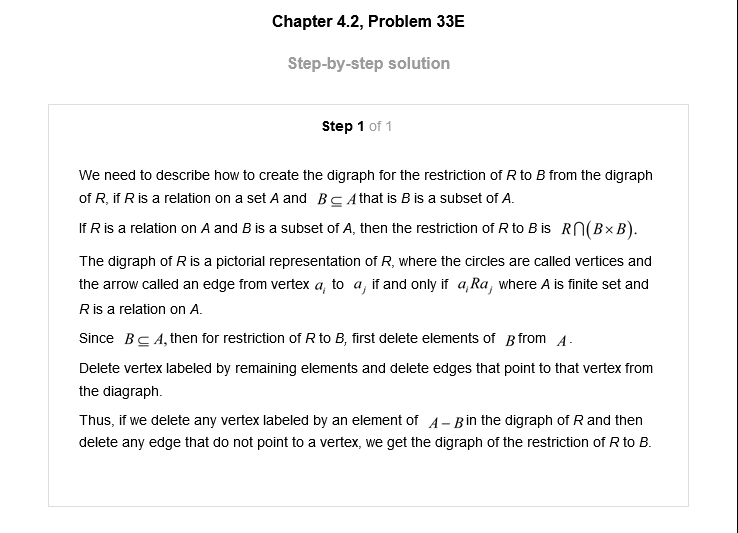 Chapter 4.2, Problem 33E
Step-by-step solution
Step 1 of 1
We need to describe how to create the digraph for the restriction of R to B from the digraph
of R, if R is a relation on a set A and B ⊆ A that is B is a subset of A.
If R is a relation on A and B is a subset of A, then the restriction of R to B is R⋂(B×B).
The digraph of R is a pictorial representation of R, where the circles are called vertices and
the arrow called an edge from vertex aᵢ to aⱼ if and only if aᵢRaⱼ where A is finite set and
R is a relation on A.
Since B ⊆ A, then for restriction of R to B, first delete elements of B from A.
Delete vertex labeled by remaining elements and delete edges that point to that vertex from
the diagraph.
Thus, if we delete any vertex labeled by an element of A – B in the digraph of R and then
delete any edge that do not point to a vertex, we get the digraph of the restriction of R to B.